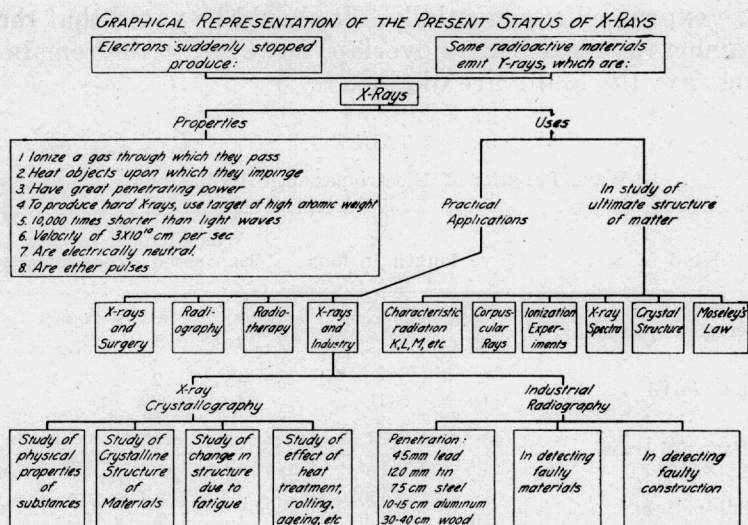 GRAPHICAL REPRESENTATION OF THE PRESENT STATUS OF X-RAYS
Electrons suddenly stopped
produce:
Some radioactive materials
emit γ-rays, which are:
X-Rays
Properties
Uses
1 Ionize a gas through which they pass
2. Heat objects upon which they impinge
3. Have great penetrating power
4. To produce hard X-rays, use target of high atomic weight
5. 10,000 times shorter than light waves
6. Velocity of 3X10¹⁰ cm per sec
7. Are electrically neutral
8. Are ether pulses
Practical
Applications
In study of
ultimate structure
of matter
X-rays
and
Surgery
Radi-
ography
Radio-
therapy
X-rays
and
Industry
Characteristic
radiation
K, L, M, etc
Corpus-
cular
Rays
Ionization
Exper-
iments
X-ray
Spectra
Crystal
Structure
Moseley's
Law
X-ray
Crystallography
Industrial
Radiography
Study of
physical
properties
of
substances
Study of
Crystalline
Structure
of
Materials
Study of
change in
structure
due to
fatigue
Study of
effect of
heat
treatment,
rolling,
ageing, etc
Penetration:
4.5 mm lead
12.0 mm tin
7.5 cm steel
10-15 cm aluminum
30-40 cm wood
In detecting
faulty
materials
In detecting
faulty
construction